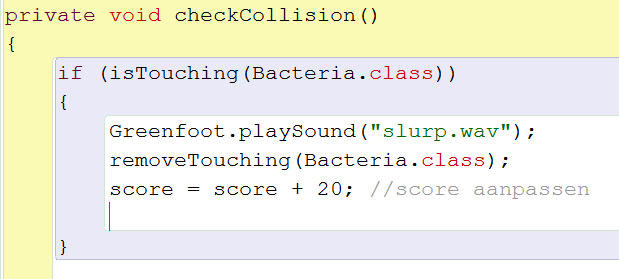 private void checkCollision()
{
if (isTouching(Bacteria.class))
{
Greenfoot.playSound("slurp.wav");
removeTouching(Bacteria.class);
score = score + 20; //score aanpassen
}